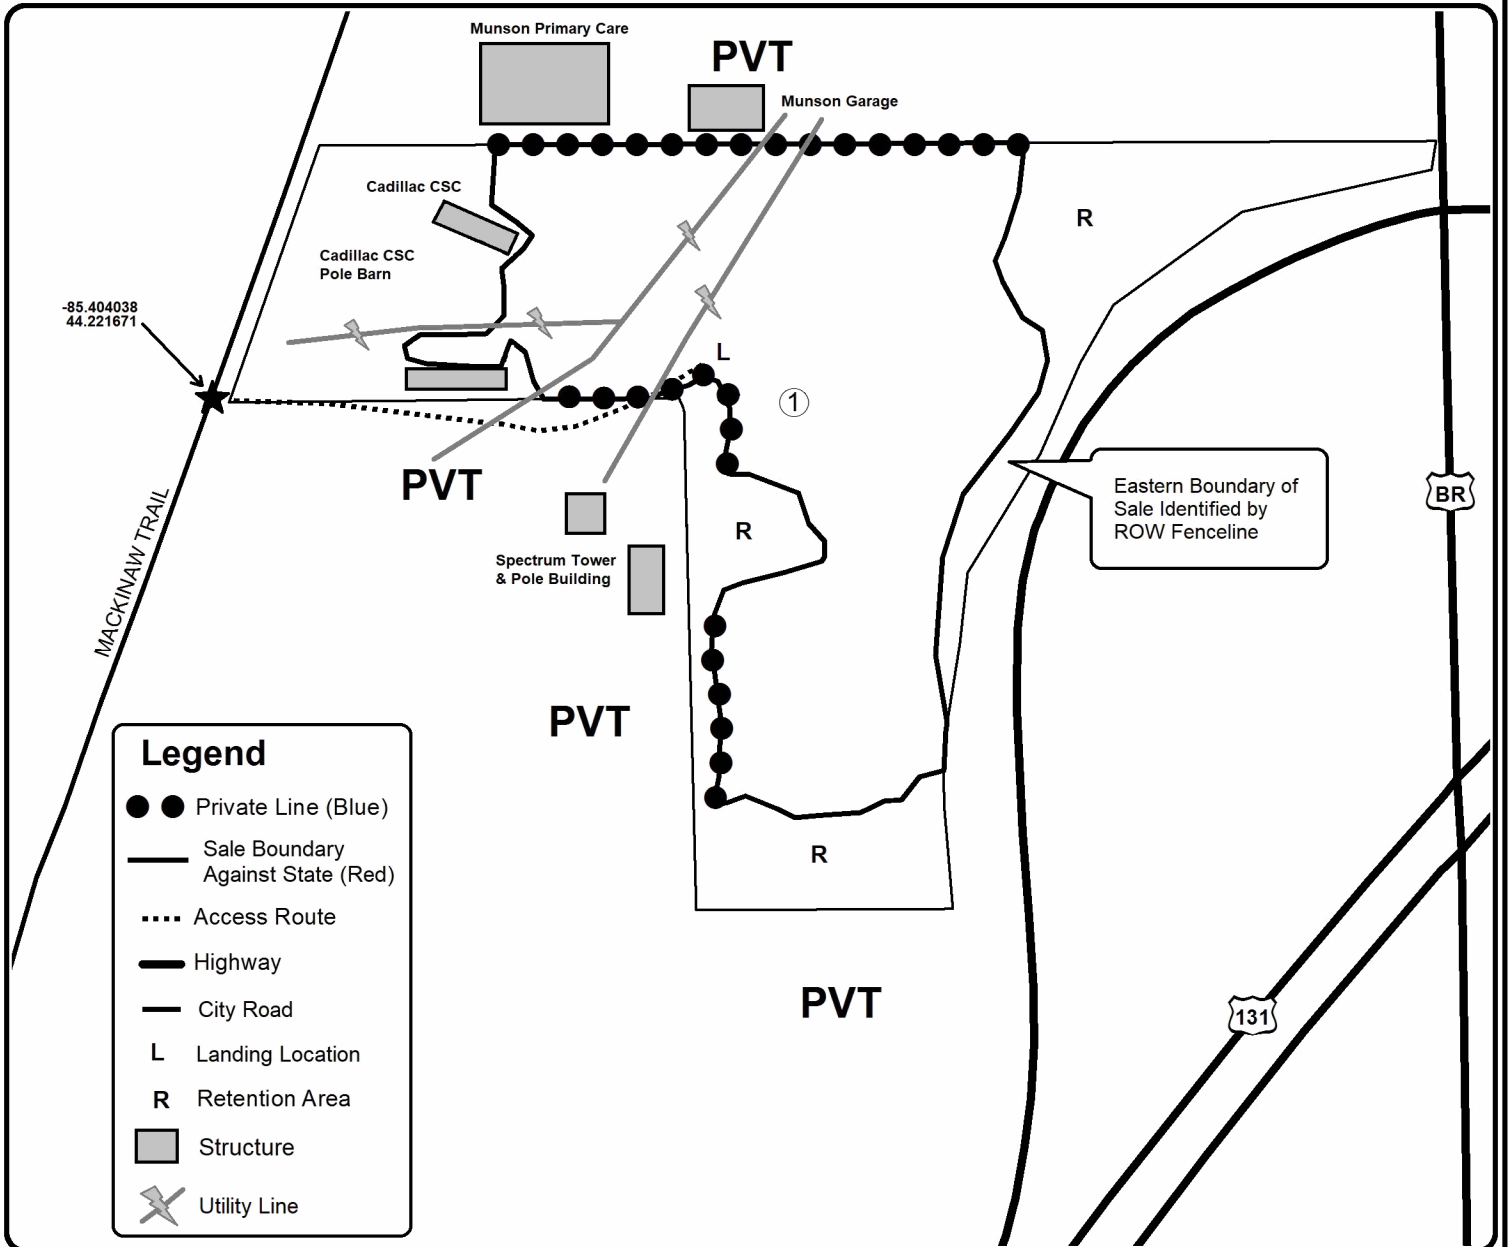 Munson Primary Care
PVT
Munson Garage
Cadillac CSC
R
Cadillac CSC
Pole Barn
-85.404038
44.221671
L
1
PVT
Eastern Boundary of
Sale Identified by
ROW Fenceline
BR
R
MACKINAW TRAIL
Spectrum Tower
& Pole Building
PVT
R
PVT
131
Legend
Private Line (Blue)
Sale Boundary
Against State (Red)
Access Route
Highway
City Road
L Landing Location
R Retention Area
Structure
Utility Line